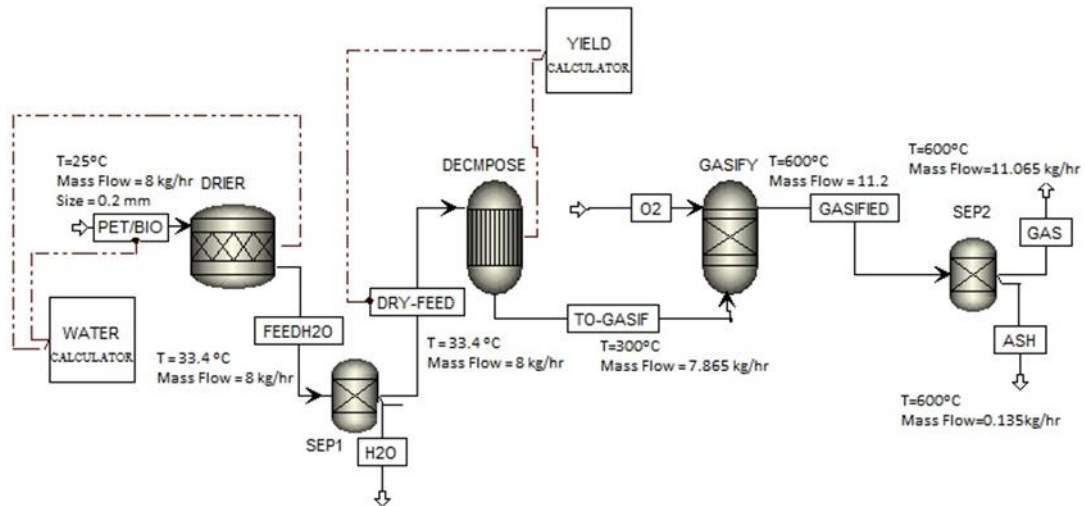 YIELD
CALCULATOR
T=25°C
Mass Flow = 8 kg/hr
Size = 0.2 mm
DRIER
PET/BIO
WATER
CALCULATOR
FEEDH2O
T = 33.4 °C
Mass Flow = 8 kg/hr
SEP1
H2O
DRY-FEED
T = 33.4 °C
Mass Flow = 8 kg/hr
DECMPOSE
TO-GASIF
T=300°C
Mass Flow = 7.865 kg/hr
O2
GASIFY
T=600°C
Mass Flow = 11.2
GASIFIED
SEP2
T=600°C
Mass Flow=11.065 kg/hr
GAS
ASH
T=600°C
Mass Flow=0.135kg/hr